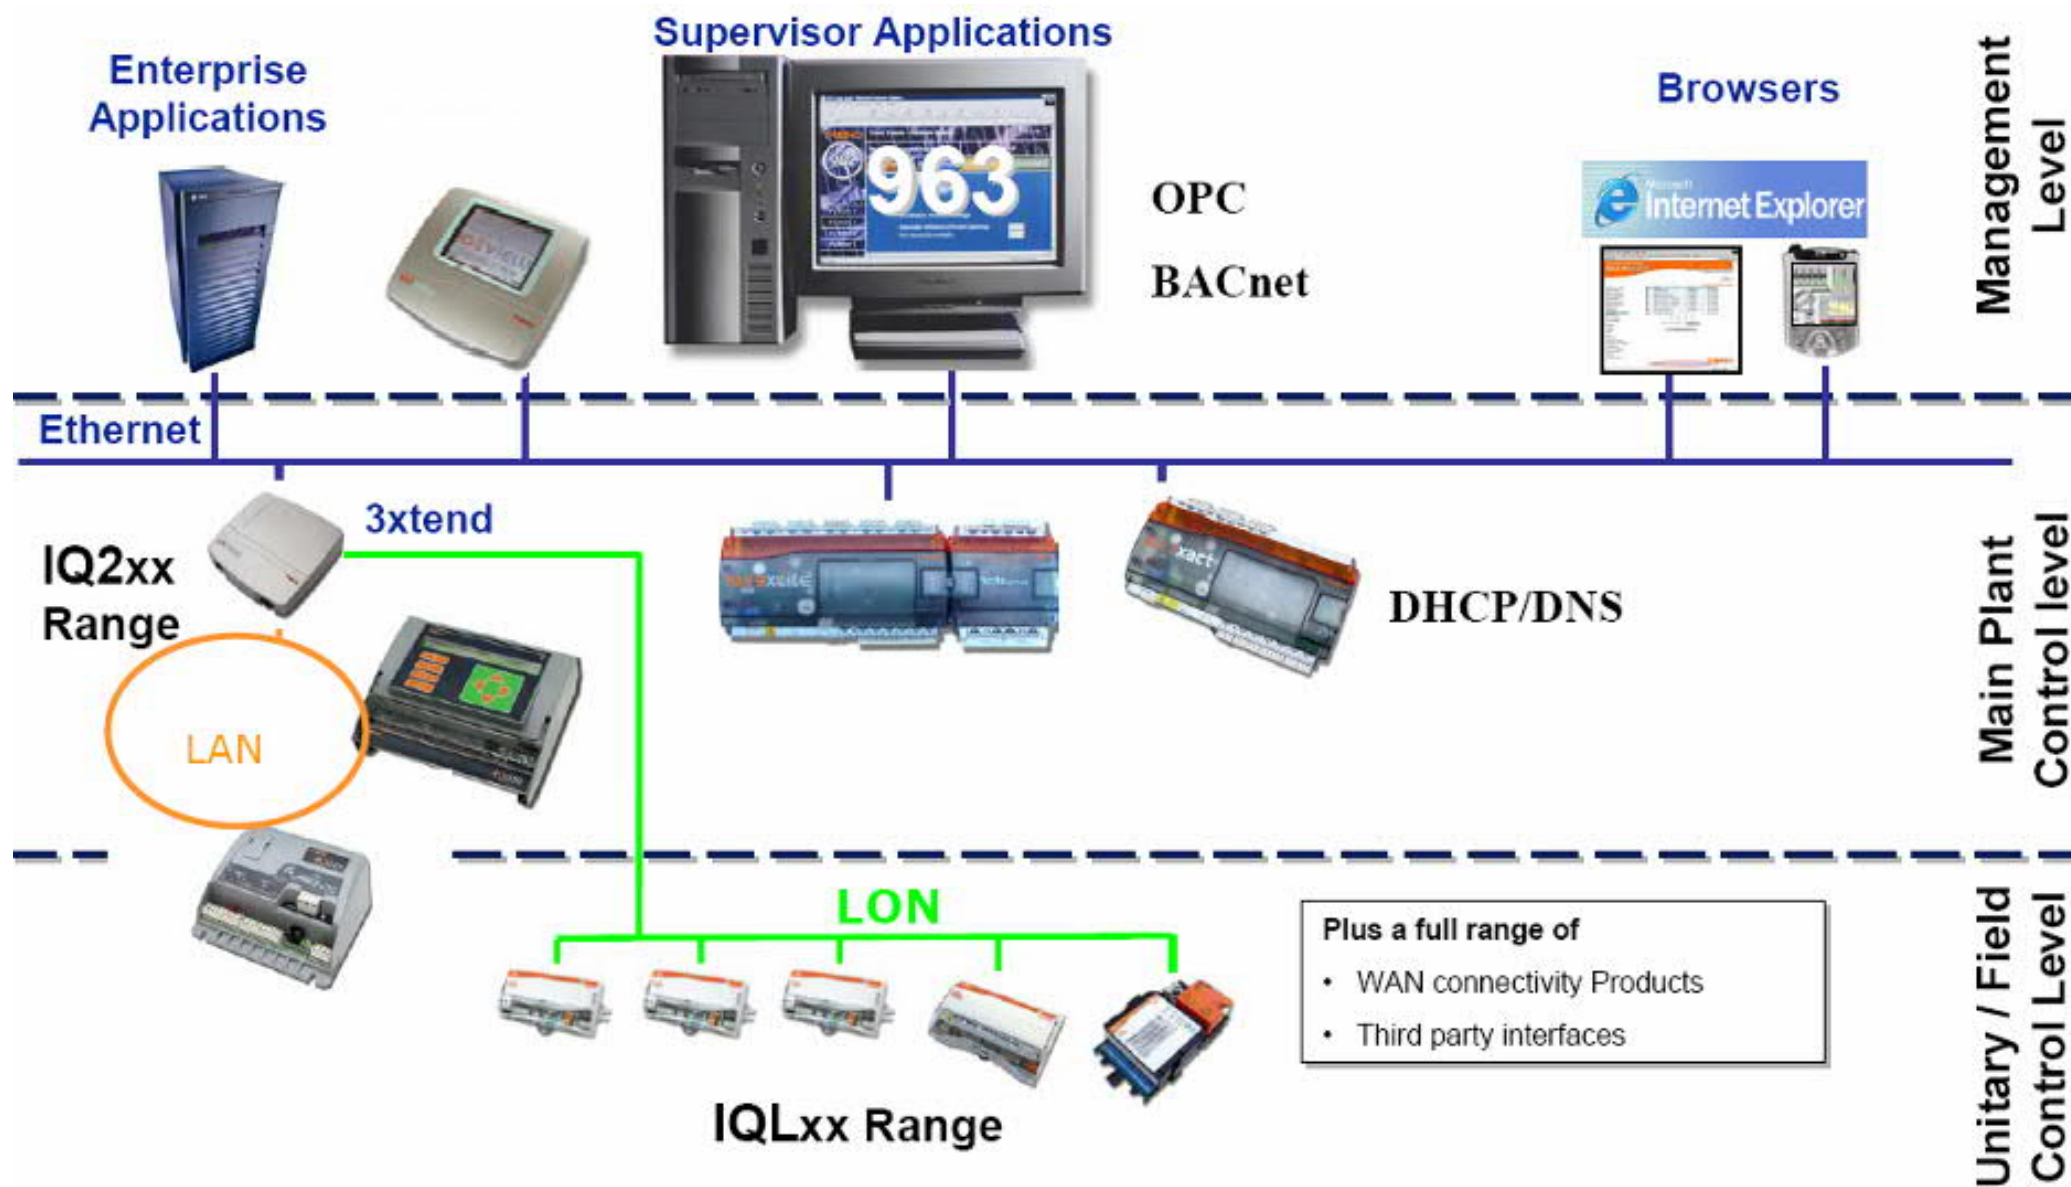 Supervisor Applications
Enterprise
Applications
Browsers
Management
Level
963
OPC
BACnet
Microsoft
Internet Explorer
Ethernet
3xtend
IQ2xx
Range
LAN
xact
DHCP/DNS
Main Plant
Control level
LON
IQLxx Range
Plus a full range of
• WAN connectivity Products
• Third party interfaces
Unitary / Field
Control Level